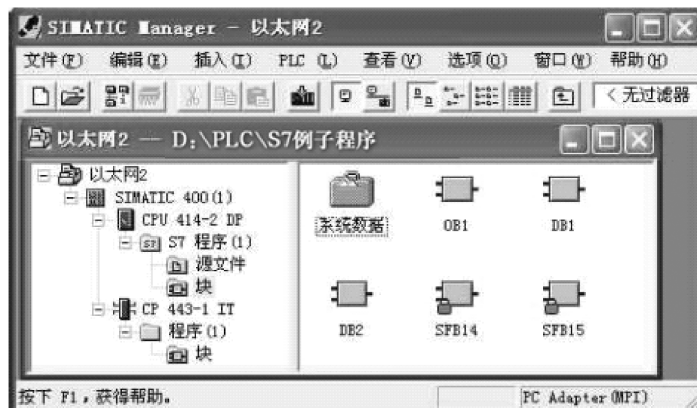 SIMATIC Manager - 以太网2
文件(F) 编辑(E) 插入(I) PLC (L) 查看(V) 选项(O) 窗口(W) 帮助(H)
< 无过滤器
以太网2 -- D:\PLC\S7例子程序
以太网2
SIMATIC 400(1)
CPU 414-2 DP
S7 程序(1)
源文件
块
CP 443-1 IT
程序(1)
块
系统数据 OB1 DB1
DB2 SFB14 SFB15
按下 F1，获得帮助。 PC Adapter(MPI)